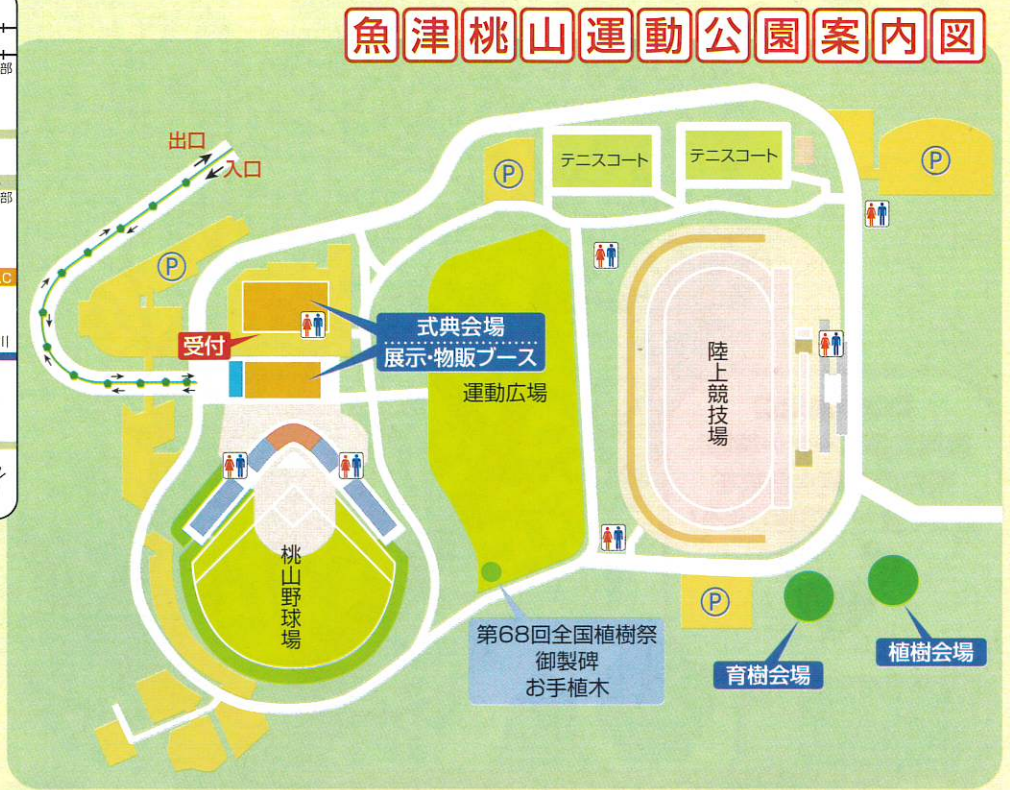 魚津桃山運動公園案内図
部
部
川
出口
入口
P
P
P
テニスコート
テニスコート
受付
式典会場
展示・物販ブース
運動広場
陸上競技場
桃山野球場
第68回全国植樹祭
御製碑
お手植木
P
育樹会場
植樹会場